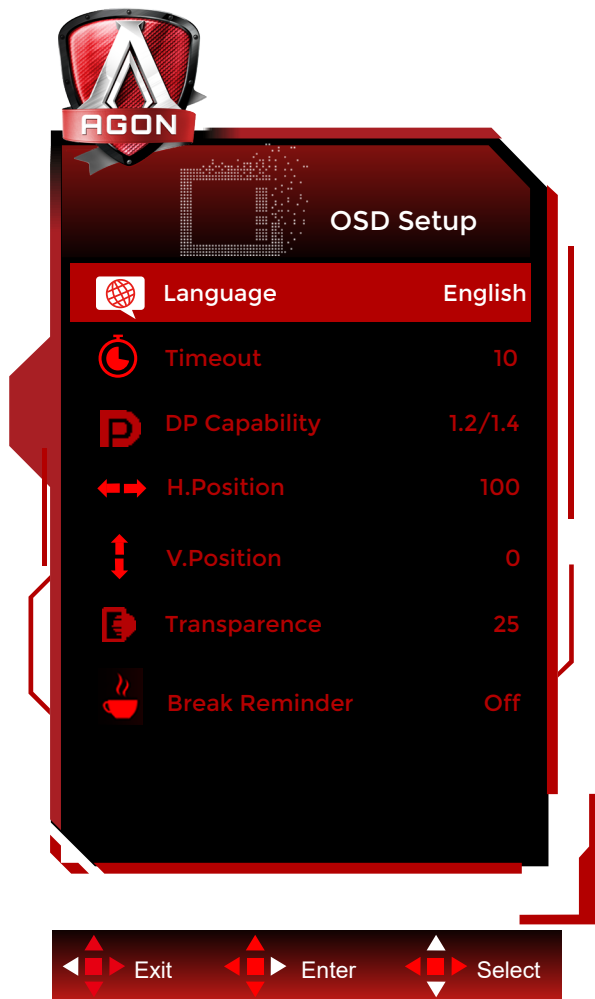 AGON
OSD Setup
Language English
Timeout 10
DP Capability 1.2/1.4
H.Position 100
V.Position 0
Transparence 25
Break Reminder Off
Exit Enter Select